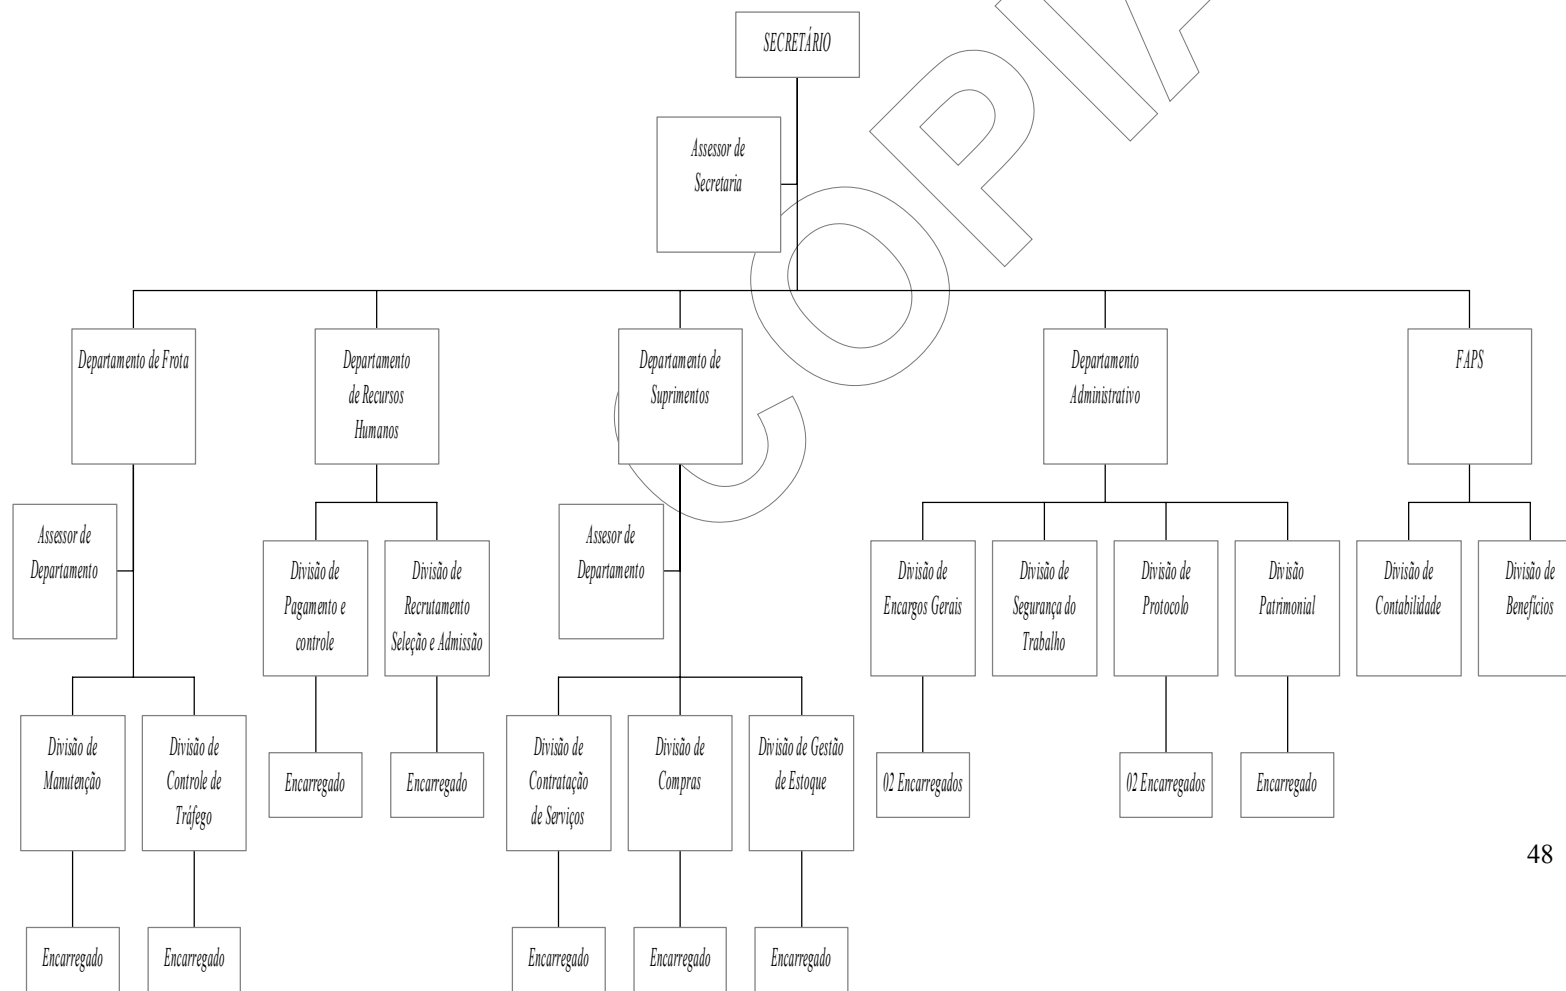 SECRETÁRIO
Assessor de
Secretaria
Departamento de Frota
Departamento
de Recursos
Humanos
Departamento de
Suprimentos
Departamento
Administrativo
FAPS
Assessor de
Departamento
Assesor de
Departamento
Divisão de
Pagamento e
controle
Divisão de
Recrutamento
Seleção e Admissão
Divisão de
Encargos Gerais
Divisão de
Segurança do
Trabalho
Divisão de
Protocolo
Divisão
Patrimonial
Divisão de
Contabilidade
Divisão de
Benefícios
Divisão de
Manutenção
Divisão de
Controle de
Tráfego
Encarregado
Encarregado
Divisão de
Contratação
de Serviços
Divisão de
Compras
Divisão de Gestão
de Estoque
02 Encarregados
02 Encarregados
Encarregado
48
Encarregado
Encarregado
Encarregado
Encarregado
Encarregado
COPIA